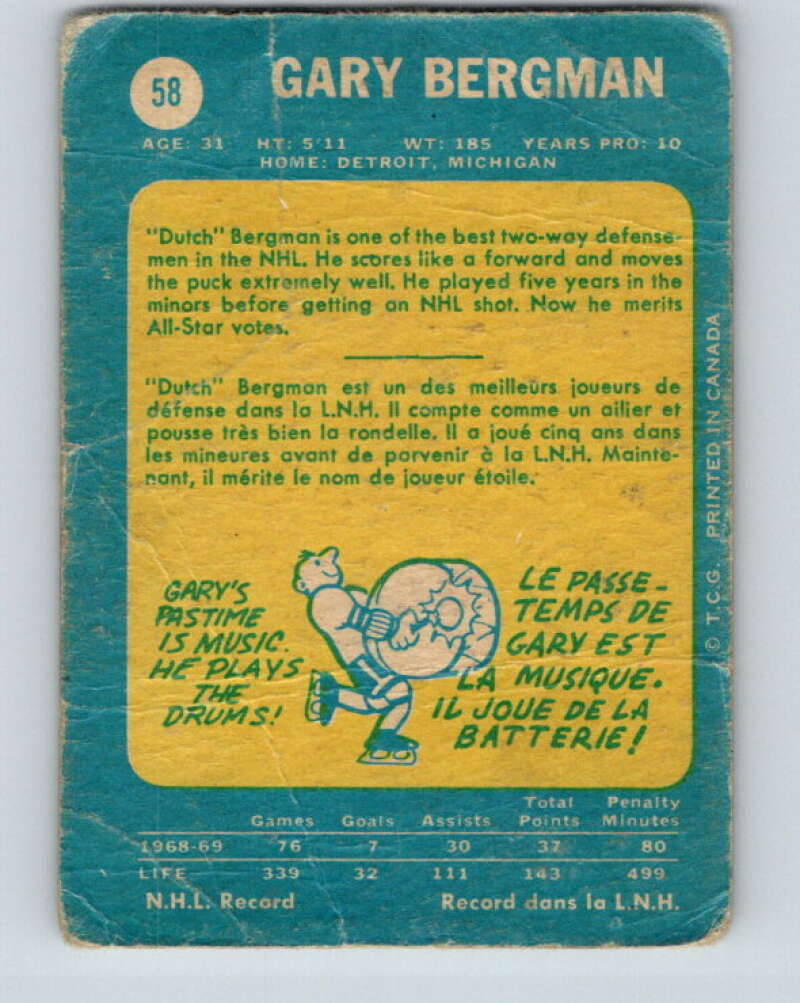 58
GARY BERGMAN
AGE: 31 HT: 5'11 WT: 185 YEARS PRO: 10
HOME: DETROIT, MICHIGAN
"Dutch" Bergman is one of the best two-way defense-
men in the NHL. He scores like a forward and moves
the puck extremely well. He played five years in the
minors before getting an NHL shot. Now he merits
All-Star votes.
"Dutch" Bergman est un des meilleurs joueurs de
défense dans la L.N.H. Il compte comme un ailier et
pousse très bien la rondelle. Il a joué cinq ans dans
les mineures avant de parvenir à la L.N.H. Mainte-
nant, il mérite le nom de joueur étoile.
GARY'S
PASTIME
IS MUSIC.
HE PLAYS
THE
DRUMS!
LE PASSE-
TEMPS DE
GARY EST
LA MUSIQUE.
IL JOUE DE LA
BATTERIE!
© T.C.G. PRINTED IN CANADA
Games Goals Assists Total Points Penalty Minutes
1968-69 76 7 30 37 80
LIFE 339 32 111 143 499
N.H.L. Record Record dans la L.N.H.